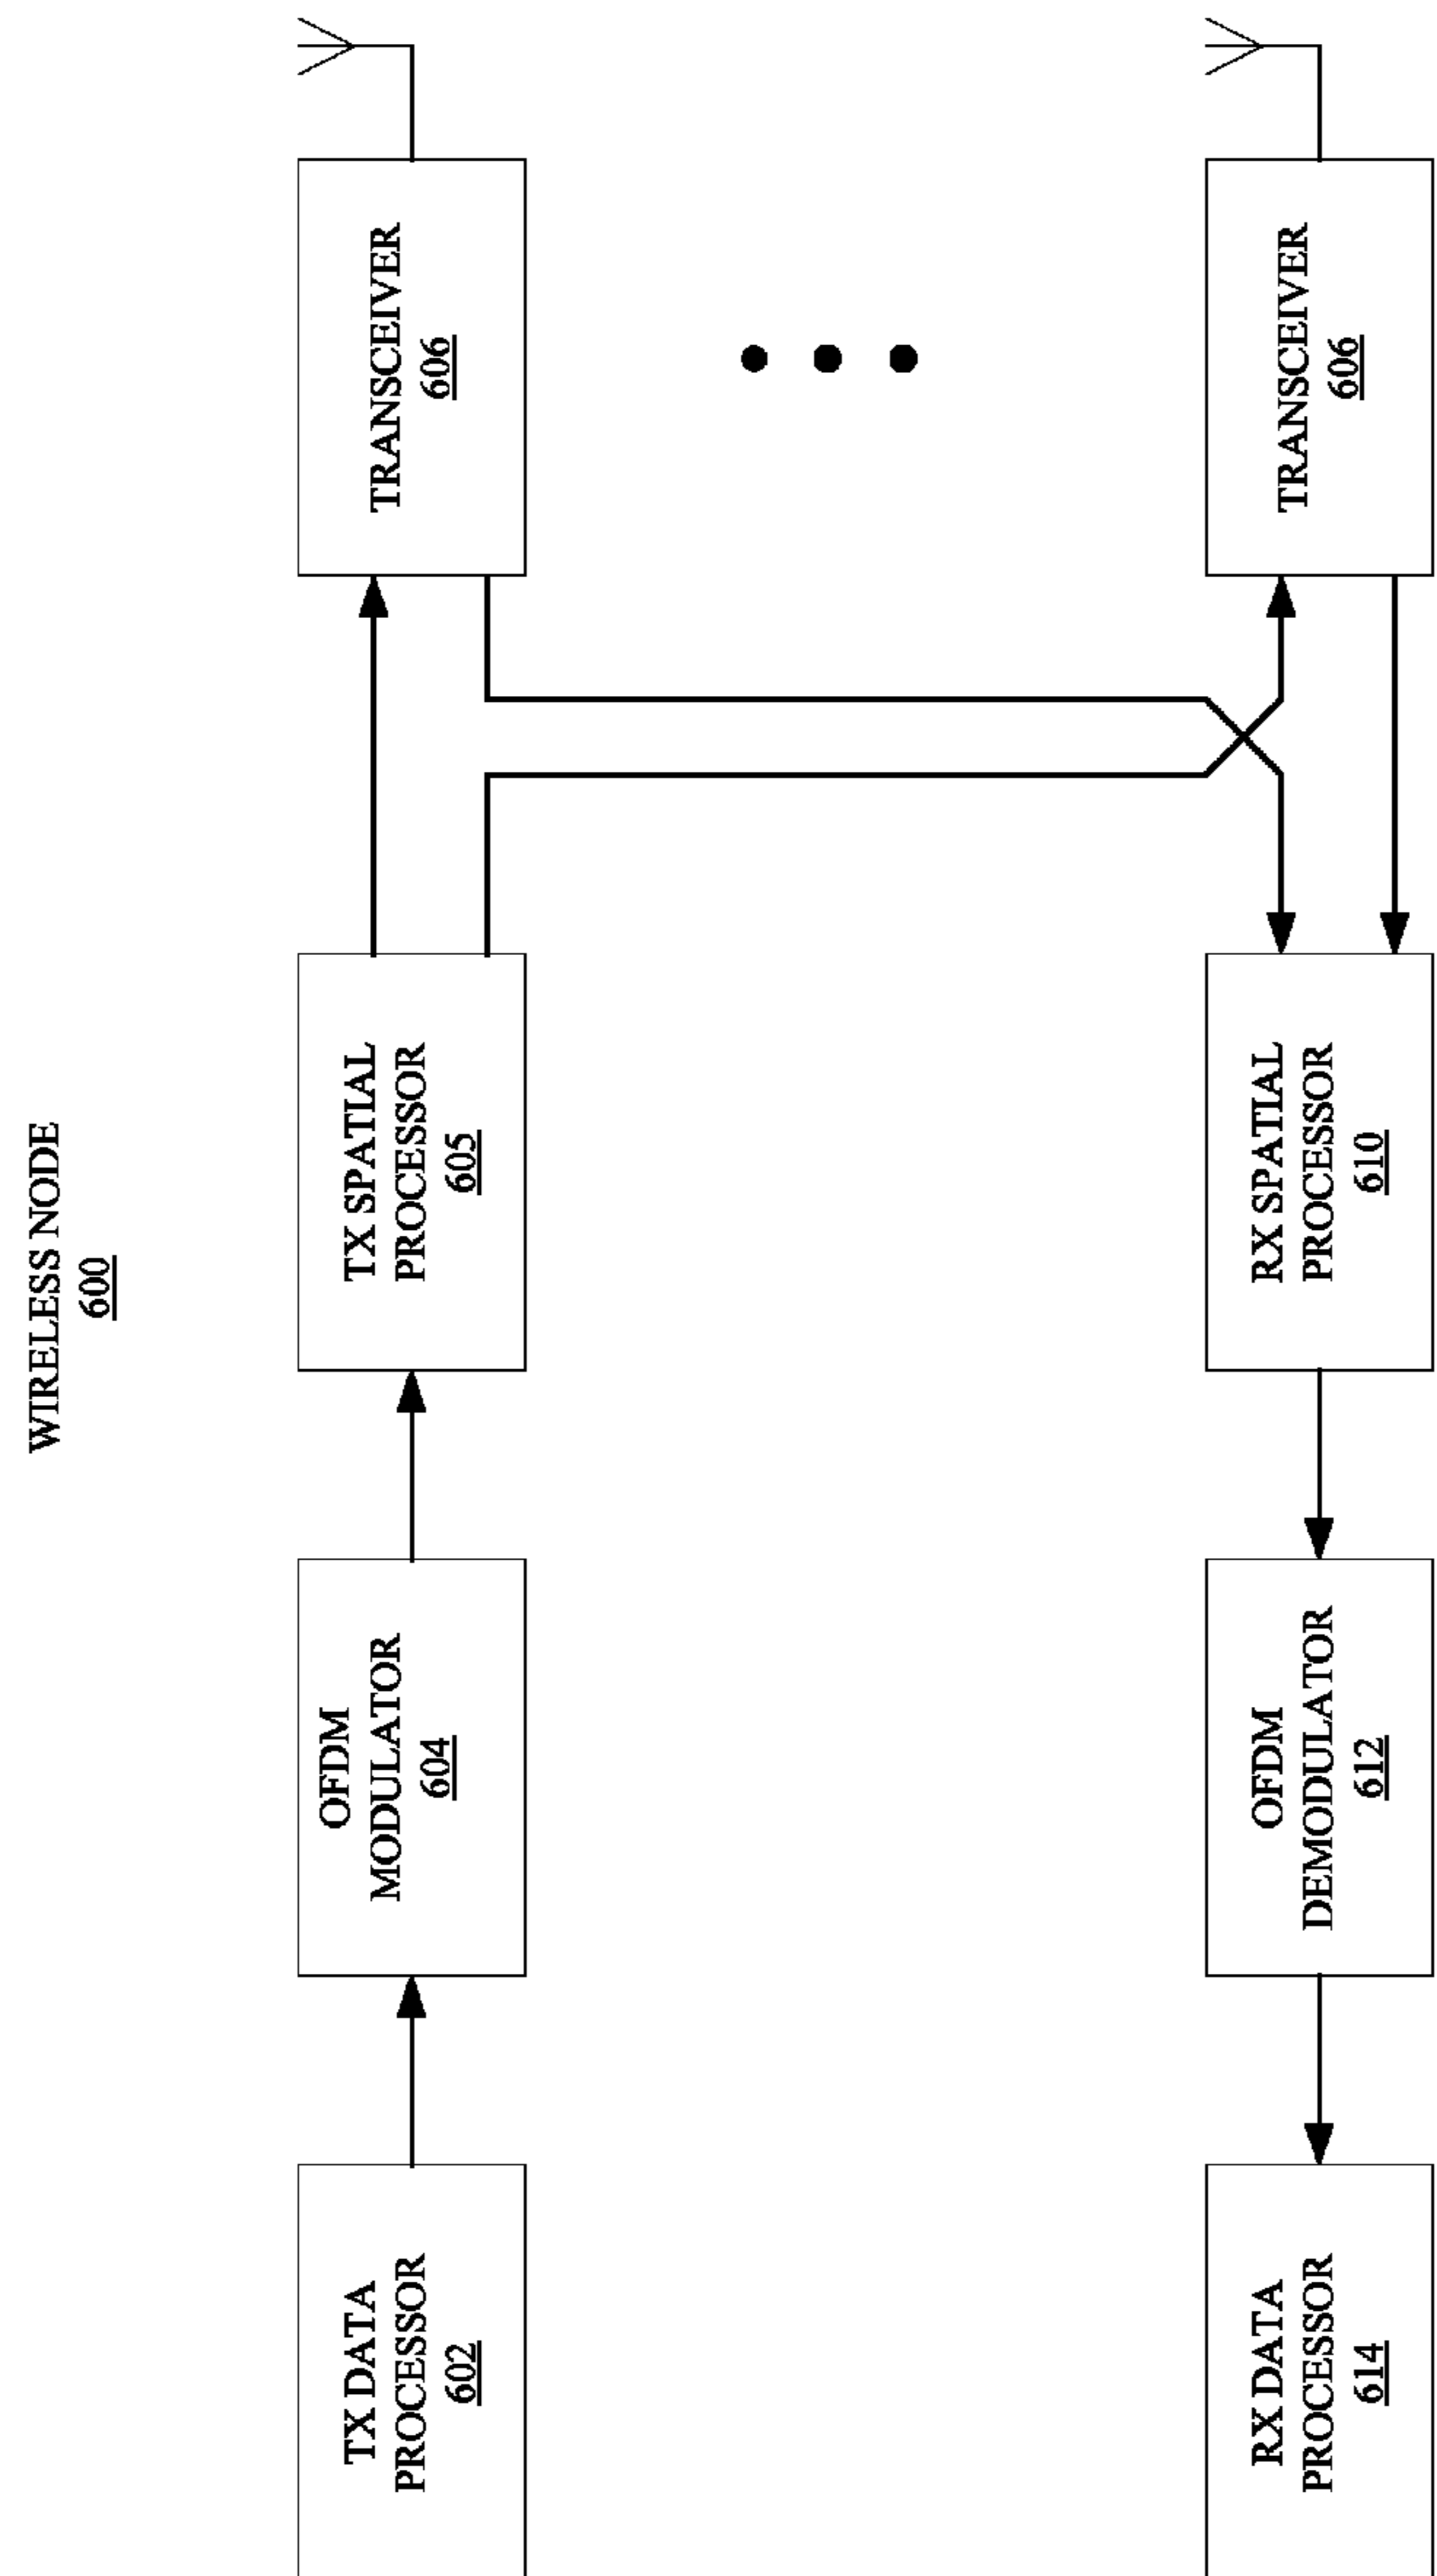 WIRELESS NODE
600
TX DATA
PROCESSOR
602
OFDM
MODULATOR
604
TX SPATIAL
PROCESSOR
605
TRANSCEIVER
606
RX DATA
PROCESSOR
614
OFDM
DEMODULATOR
612
RX SPATIAL
PROCESSOR
610
TRANSCEIVER
606